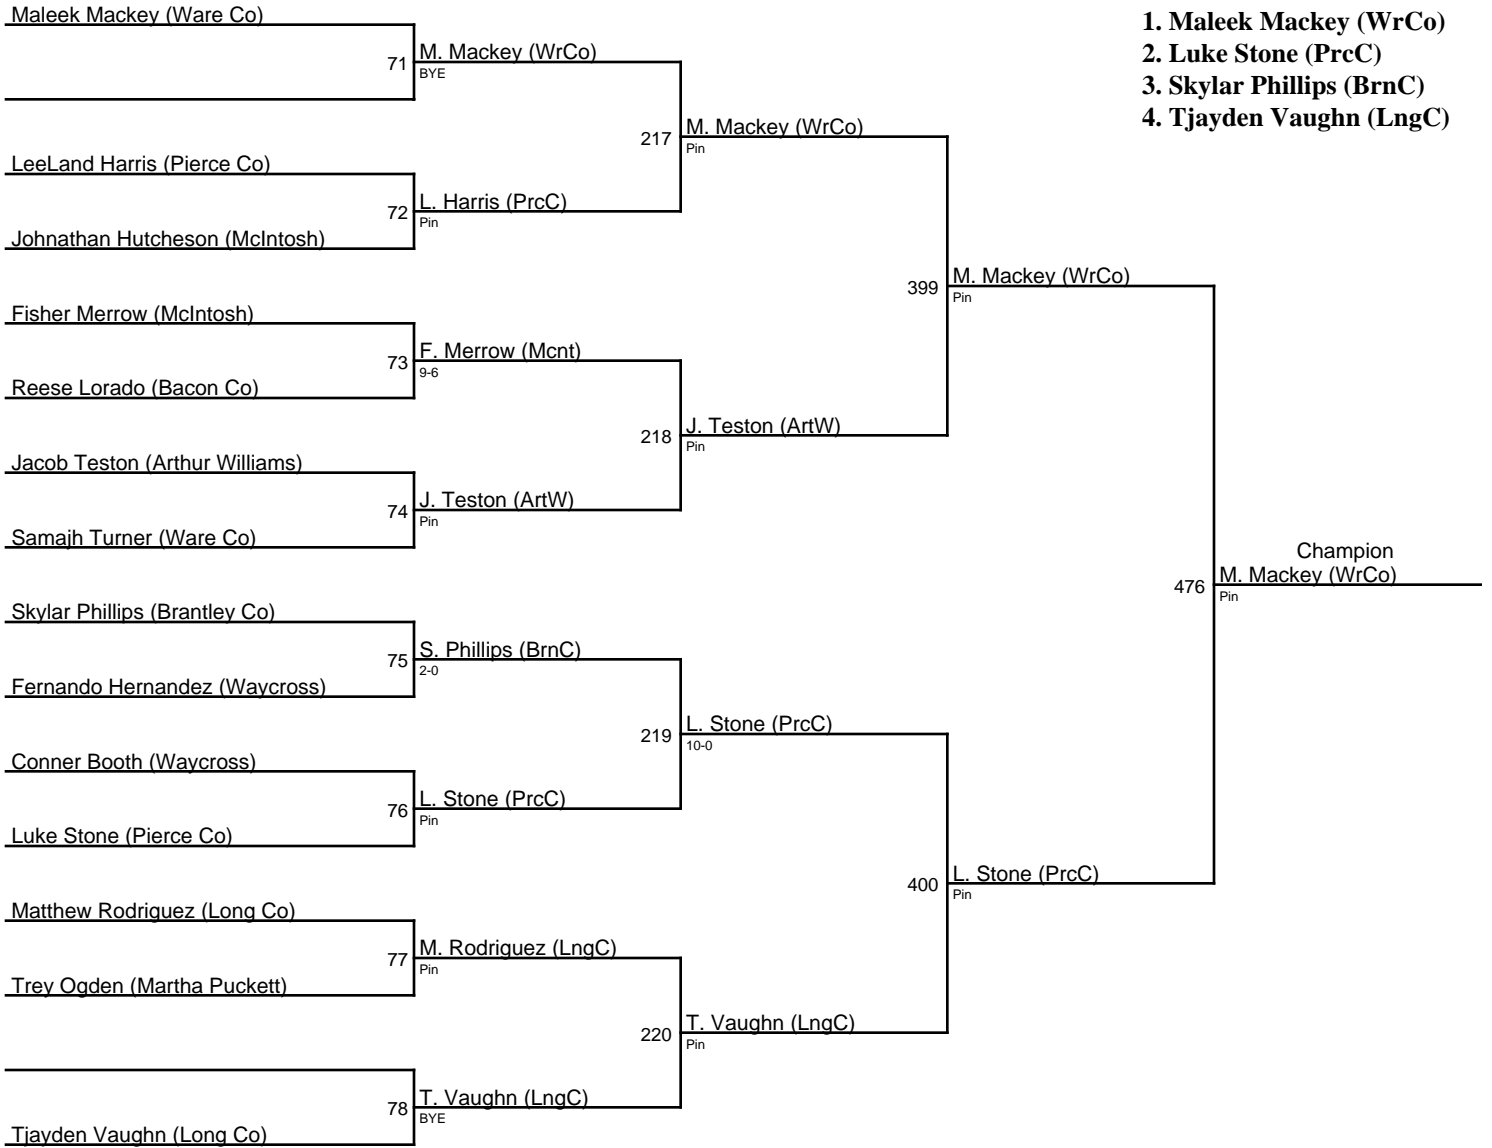 Maleek Mackey (Ware Co)
71
M. Mackey (WrCo)
BYE
LeeLand Harris (Pierce Co)
72
L. Harris (PrcC)
Pin
Johnathan Hutcheson (McIntosh)
217
M. Mackey (WrCo)
Pin
Fisher Merrow (McIntosh)
73
F. Merrow (Mcnt)
9-6
Reese Lorado (Bacon Co)
Jacob Teston (Arthur Williams)
74
J. Teston (ArtW)
Pin
Samajh Turner (Ware Co)
218
J. Teston (ArtW)
Pin
399
M. Mackey (WrCo)
Pin
Skylar Phillips (Brantley Co)
75
S. Phillips (BrnC)
2-0
Fernando Hernandez (Waycross)
Conner Booth (Waycross)
76
L. Stone (PrcC)
Pin
Luke Stone (Pierce Co)
219
L. Stone (PrcC)
10-0
Matthew Rodriguez (Long Co)
77
M. Rodriguez (LngC)
Pin
Trey Ogden (Martha Puckett)
78
T. Vaughn (LngC)
BYE
Tjayden Vaughn (Long Co)
220
T. Vaughn (LngC)
Pin
400
L. Stone (PrcC)
Pin
476
Champion
M. Mackey (WrCo)
Pin
1. Maleek Mackey (WrCo)
2. Luke Stone (PrcC)
3. Skylar Phillips (BrnC)
4. Tjayden Vaughn (LngC)